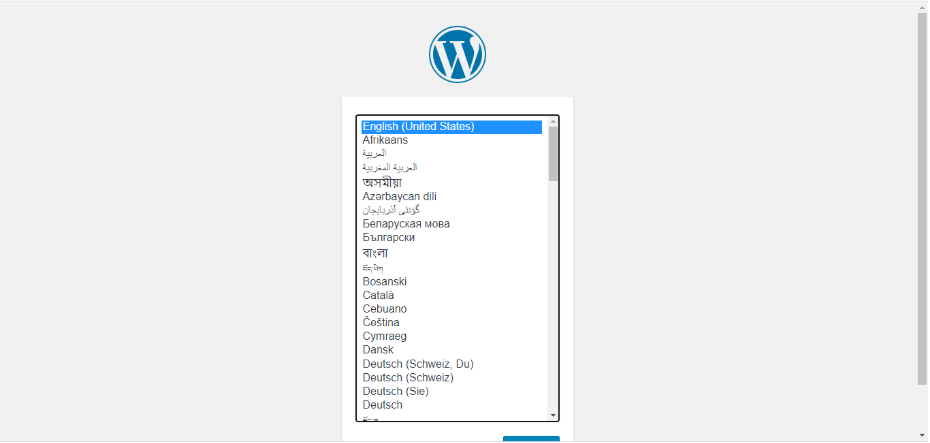 English (United States)
Afrikaans
العربية
العربية المغربية
অসমীয়া
Azərbaycan dili
گؤنئی آذربایجان
Беларуская мова
Български
বাংলা
བོད་ཡིག
Bosanski
Català
Cebuano
Čeština
Cymraeg
Dansk
Deutsch (Schweiz, Du)
Deutsch (Schweiz)
Deutsch (Sie)
Deutsch